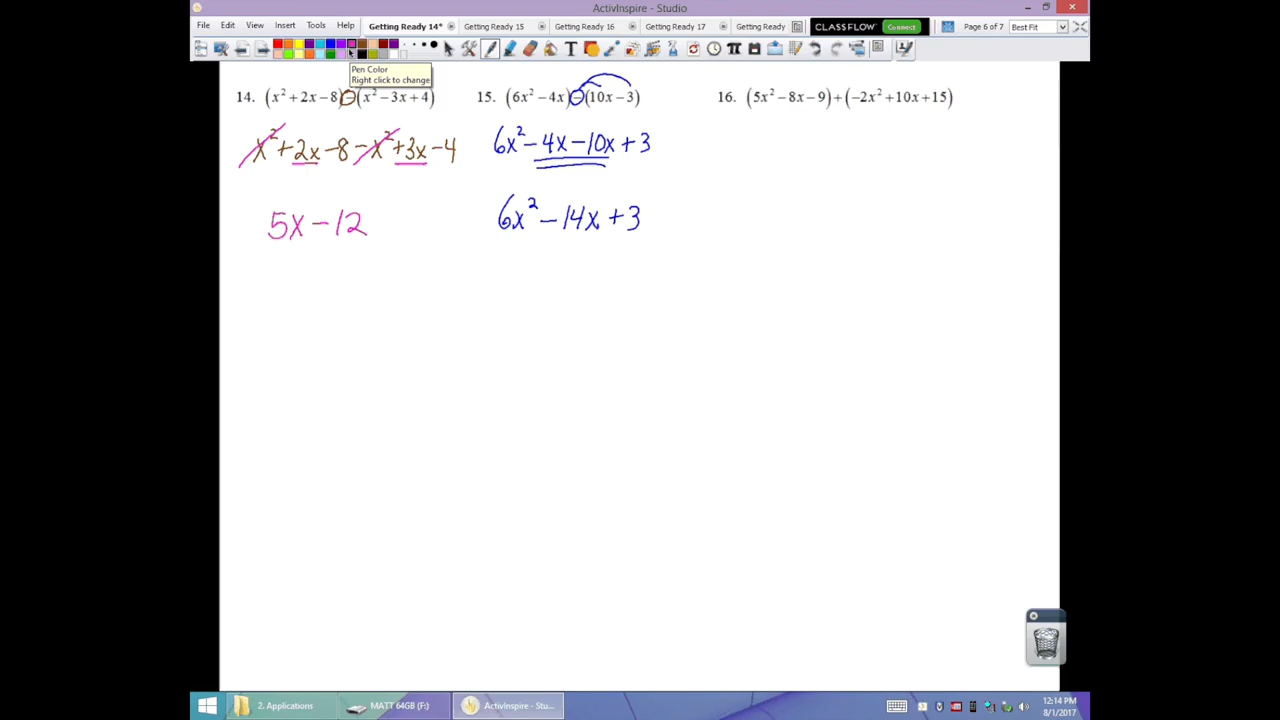 ActivInspire - Studio
File Edit View Insert Tools Help Getting Ready 14* Getting Ready 15 Getting Ready 16 Getting Ready 17 Getting Ready CLASSFLOW Connect Page 6 of 7 Best Fit
Pen Color
Right click to change
14. (x² + 2x − 8) − (x² − 3x + 4) 15. (6x² − 4x) − (10x − 3) 16. (5x² − 8x − 9) + (−2x² + 10x + 15)
x² + 2x − 8 − x² + 3x − 4 6x² − 4x − 10x + 3
5x − 12 6x² − 14x + 3
2. Applications MATT 64GB (F:) ActivInspire - Stu... 12:14 PM
8/1/2017